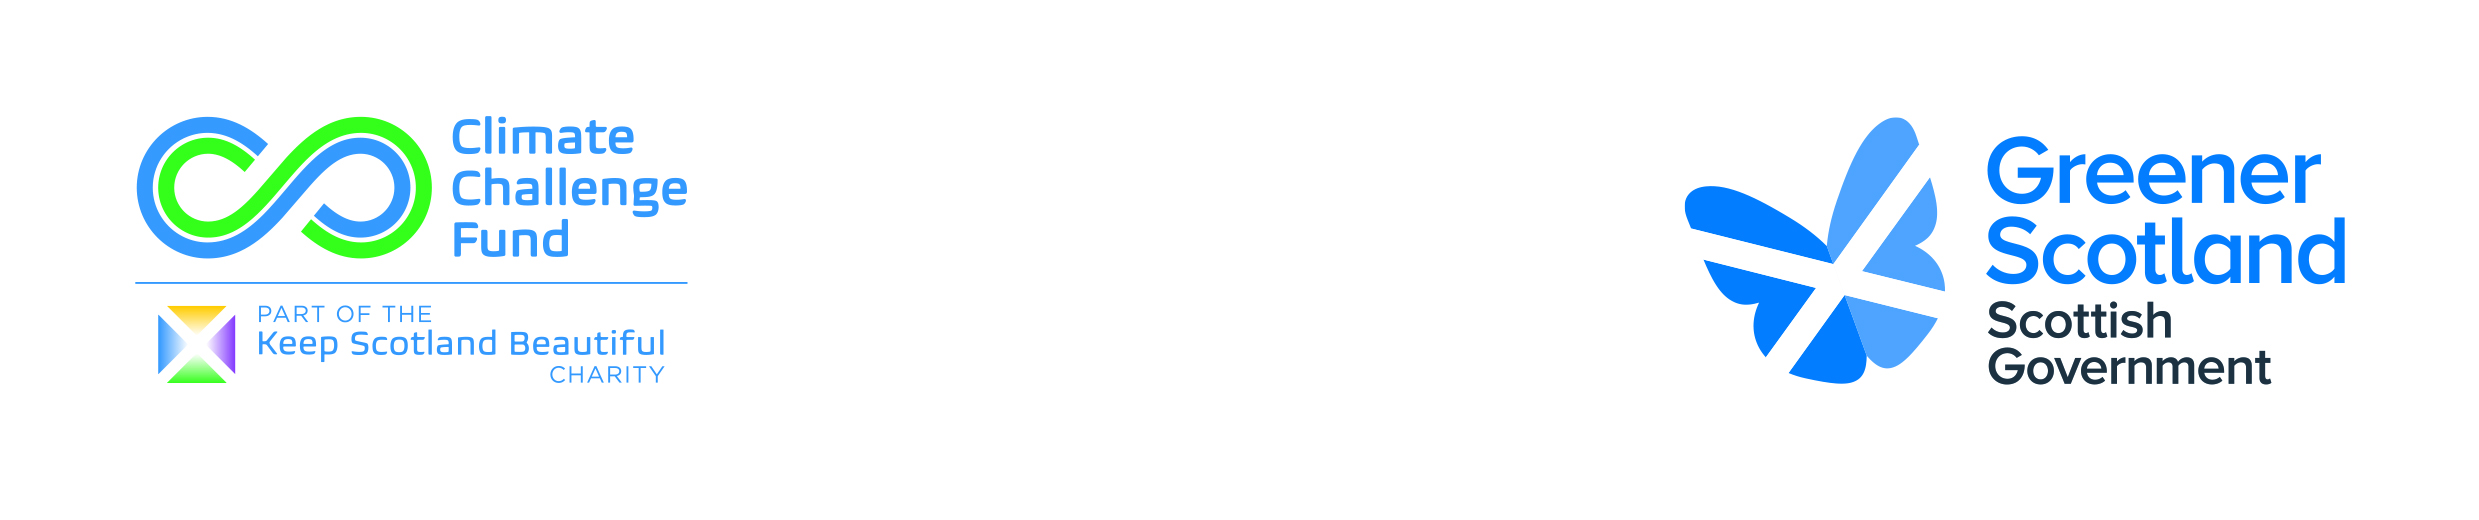 Climate
Challenge
Fund
PART OF THE
Keep Scotland Beautiful
CHARITY
Greener
Scotland
Scottish
Government